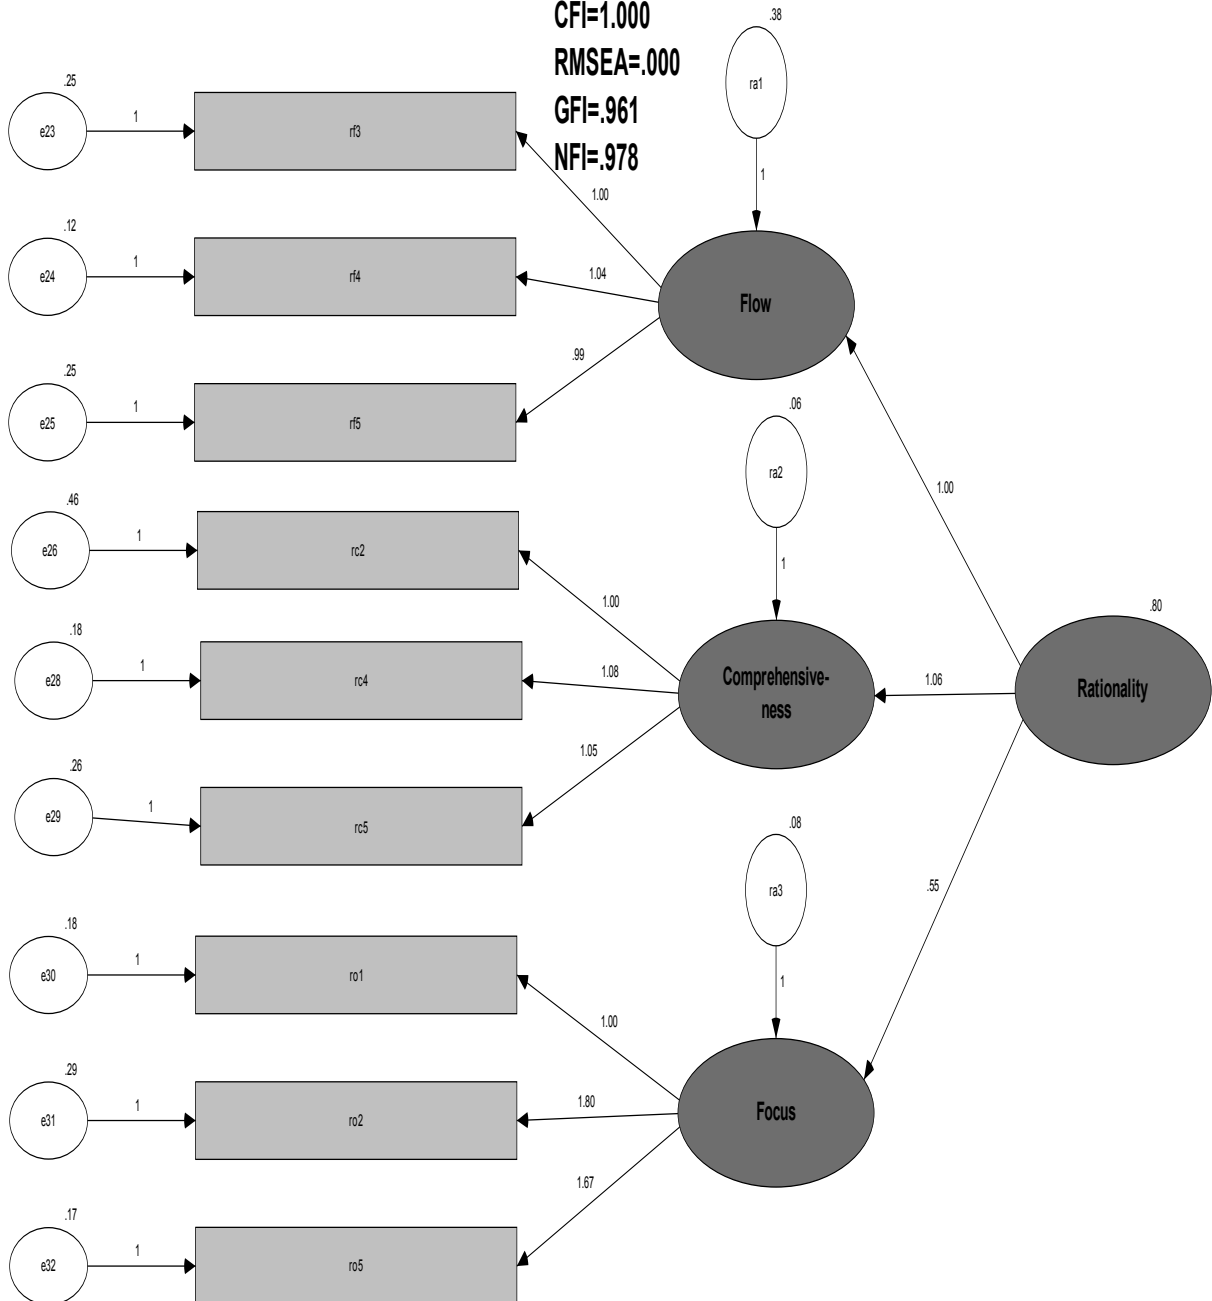 CFI=1.000
RMSEA=.000
GFI=.961
NFI=.978
.38
ra1
1
.25
e23
1
rf3
1.00
.12
e24
1
rf4
1.04
Flow
.25
e25
1
rf5
.99
.06
ra2
1
1.00
.46
e26
1
rc2
1.00
.18
e28
1
rc4
1.08
Comprehensive-
ness
1.06
.80
Rationality
.26
e29
1
rc5
1.05
.08
ra3
1
.55
.18
e30
1
ro1
1.00
.29
e31
1
ro2
1.80
Focus
.17
e32
1
ro5
1.67